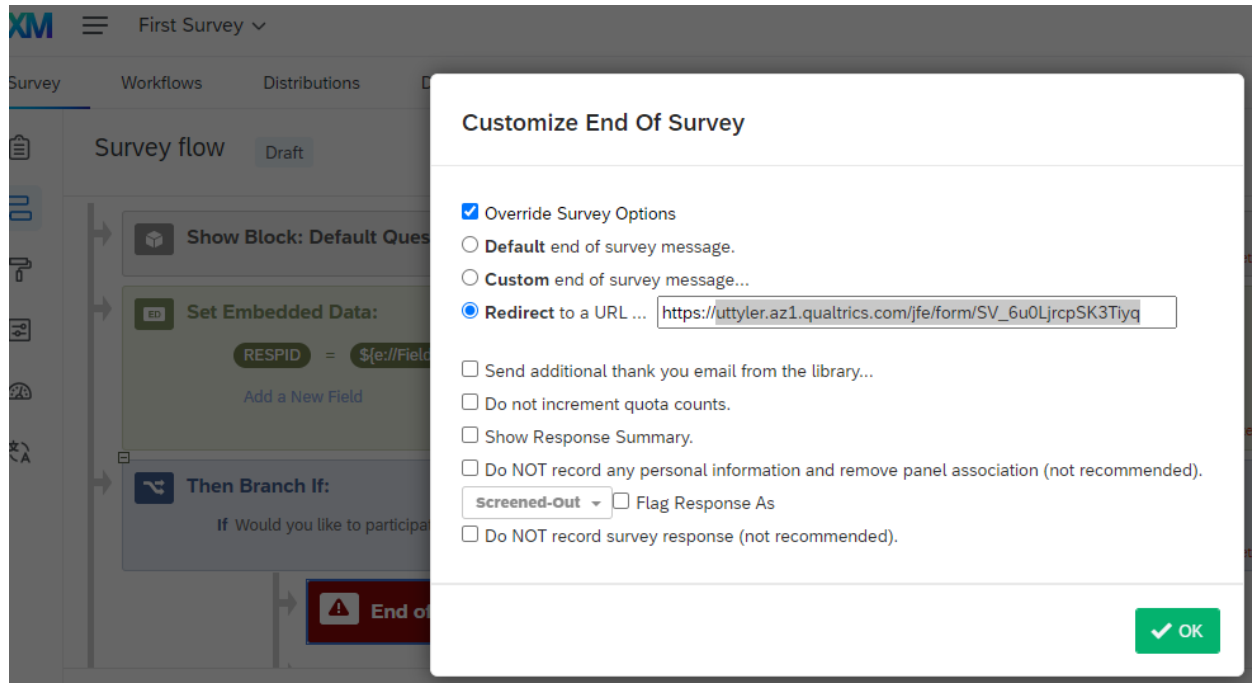 XM
First Survey
Survey
Workflows
Distributions
Survey flow
Draft
Show Block: Default Ques
ED
Set Embedded Data:
RESPID = ${e://Field
Add a New Field
Then Branch If:
If Would you like to participa
End of
Customize End Of Survey
Override Survey Options
Default end of survey message.
Custom end of survey message...
Redirect to a URL ... https://uttyler.az1.qualtrics.com/jfe/form/SV_6u0LjrcpSK3Tiyq
Send additional thank you email from the library...
Do not increment quota counts.
Show Response Summary.
Do NOT record any personal information and remove panel association (not recommended).
Screened-Out Flag Response As
Do NOT record survey response (not recommended).
OK